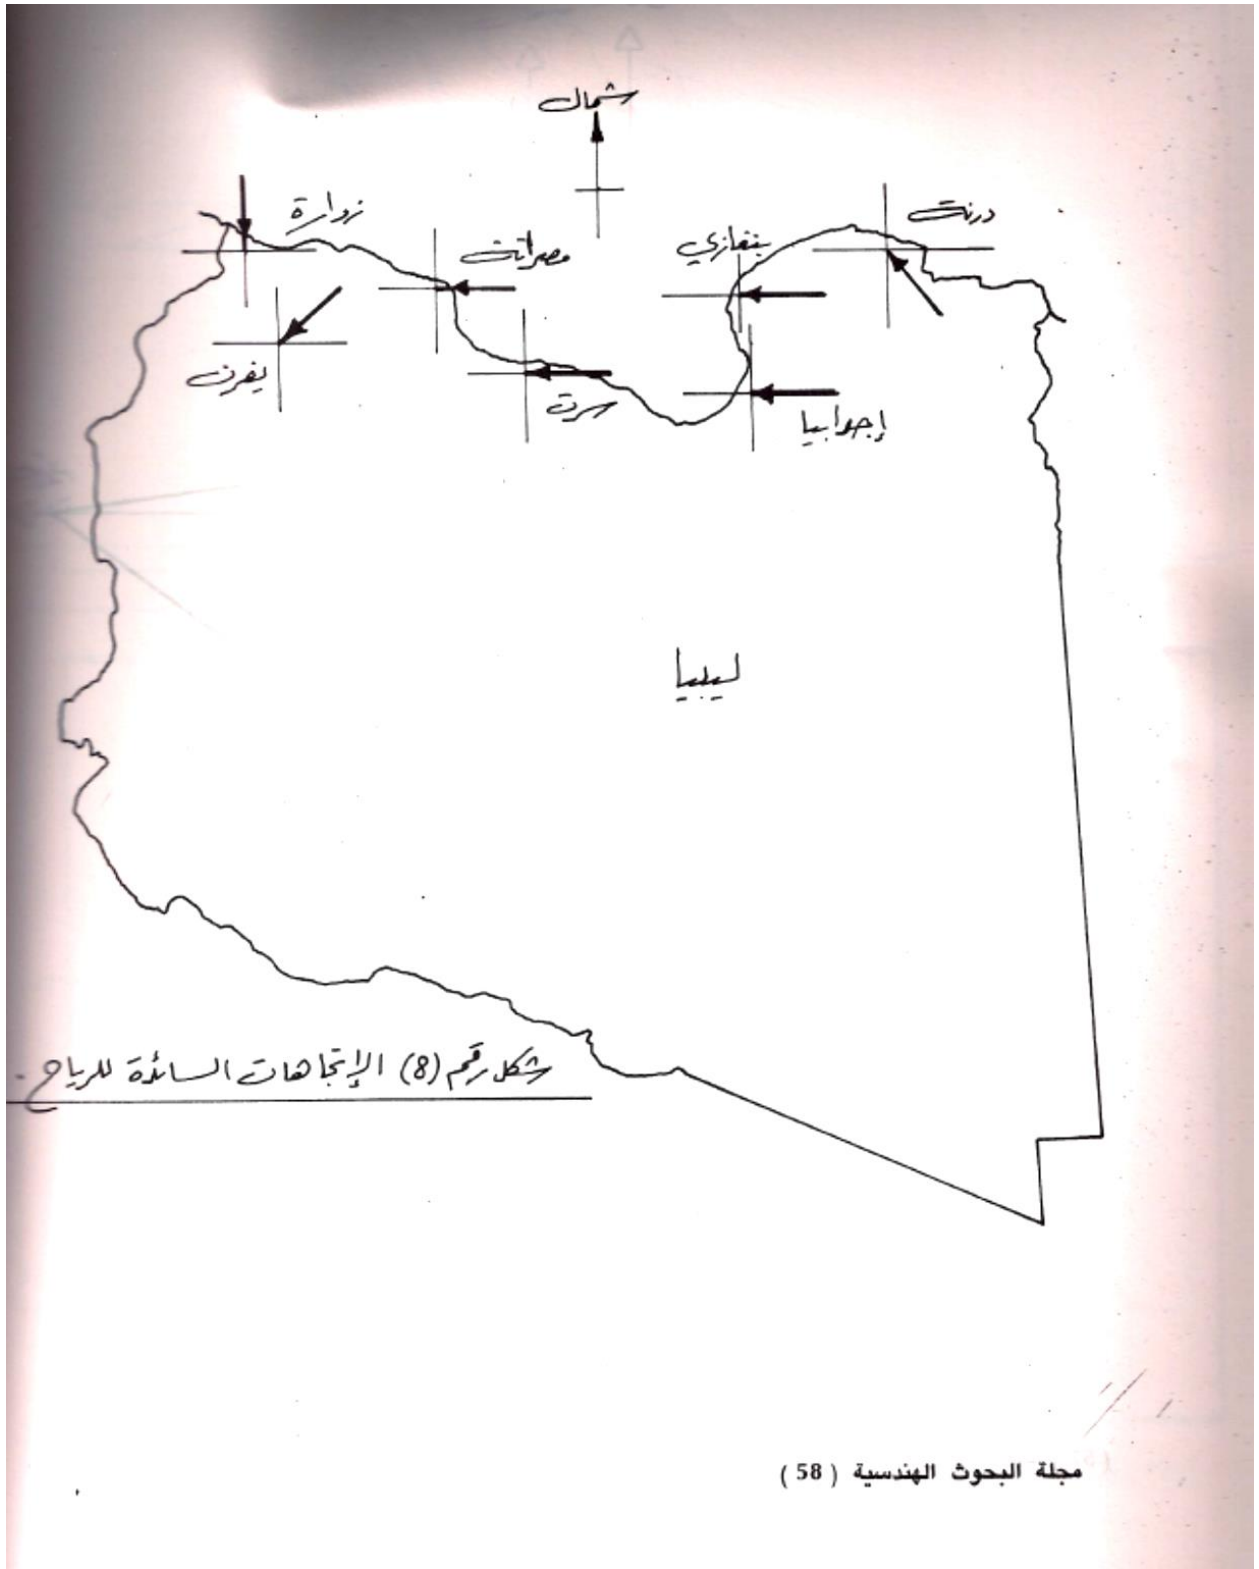 شمال
درنة
بنغازي
مصراتة
زوارة
يفرن
سرت
إجدابيا
ليبيا
شكل رقم (8) الإتجاهات السائدة للرياح.
مجلة البحوث الهندسية (58)